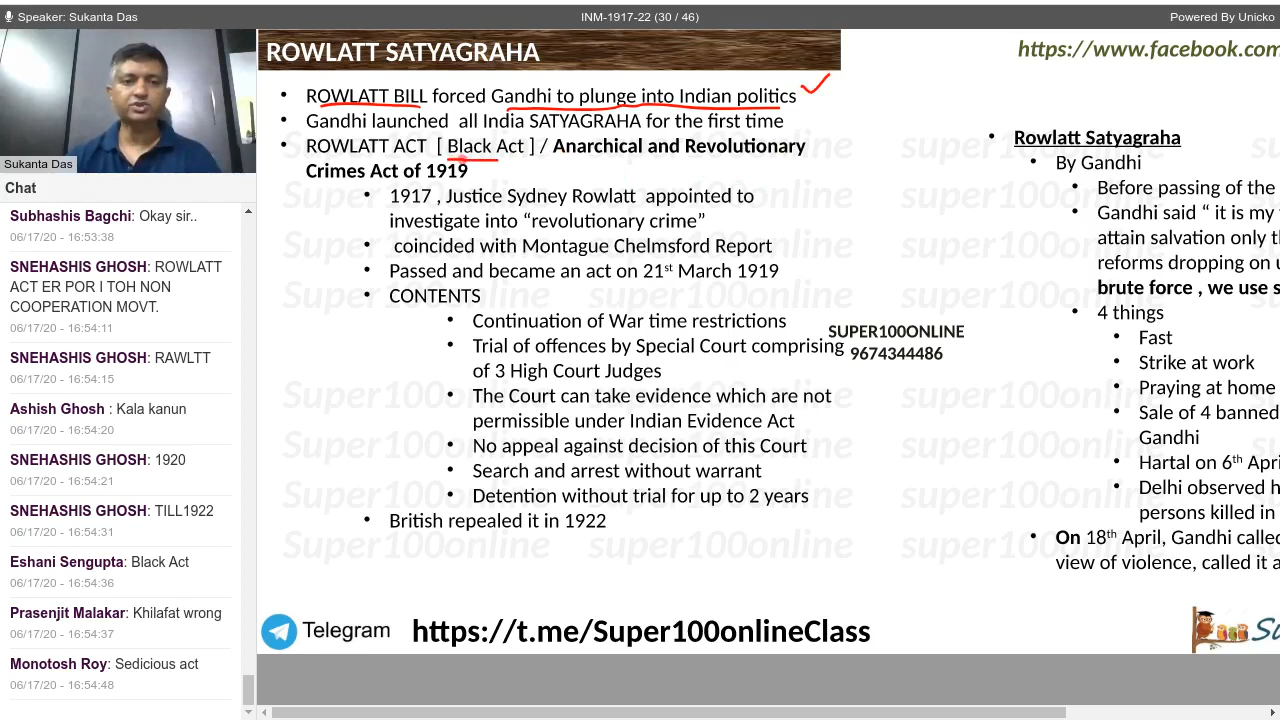 Speaker: Sukanta Das
INM-1917-22 (30 / 46)
Powered By Unicko
Sukanta Das
Chat
Subhashis Bagchi: Okay sir..
06/17/20 - 16:53:38
SNEHASHIS GHOSH: ROWLATT
ACT ER POR I TOH NON
COOPERATION MOVT.
06/17/20 - 16:54:11
SNEHASHIS GHOSH: RAWLTT
06/17/20 - 16:54:15
Ashish Ghosh : Kala kanun
06/17/20 - 16:54:20
SNEHASHIS GHOSH: 1920
06/17/20 - 16:54:21
SNEHASHIS GHOSH: TILL1922
06/17/20 - 16:54:31
Eshani Sengupta: Black Act
06/17/20 - 16:54:36
Prasenjit Malakar: Khilafat wrong
06/17/20 - 16:54:37
Monotosh Roy: Sedicious act
06/17/20 - 16:54:48
ROWLATT SATYAGRAHA
https://www.facebook.com
• ROWLATT BILL forced Gandhi to plunge into Indian politics
• Gandhi launched all India SATYAGRAHA for the first time
• ROWLATT ACT [ Black Act ] / Anarchical and Revolutionary
Crimes Act of 1919
• 1917 , Justice Sydney Rowlatt appointed to
investigate into “revolutionary crime”
• coincided with Montague Chelmsford Report
• Passed and became an act on 21st March 1919
• CONTENTS
• Continuation of War time restrictions
• Trial of offences by Special Court comprising
of 3 High Court Judges
• The Court can take evidence which are not
permissible under Indian Evidence Act
• No appeal against decision of this Court
• Search and arrest without warrant
• Detention without trial for up to 2 years
• British repealed it in 1922
SUPER100ONLINE
9674344486
• Rowlatt Satyagraha
• By Gandhi
• Before passing of the
• Gandhi said “ it is my
attain salvation only
reforms dropping on
brute force , we use
• 4 things
• Fast
• Strike at work
• Praying at home
• Sale of 4 banned
Gandhi
• Hartal on 6th
• Delhi observed
persons killed in
• On 18th April, Gandhi called
view of violence, called it
Super100online super100online super100online
Telegram
https://t.me/Super100onlineClass